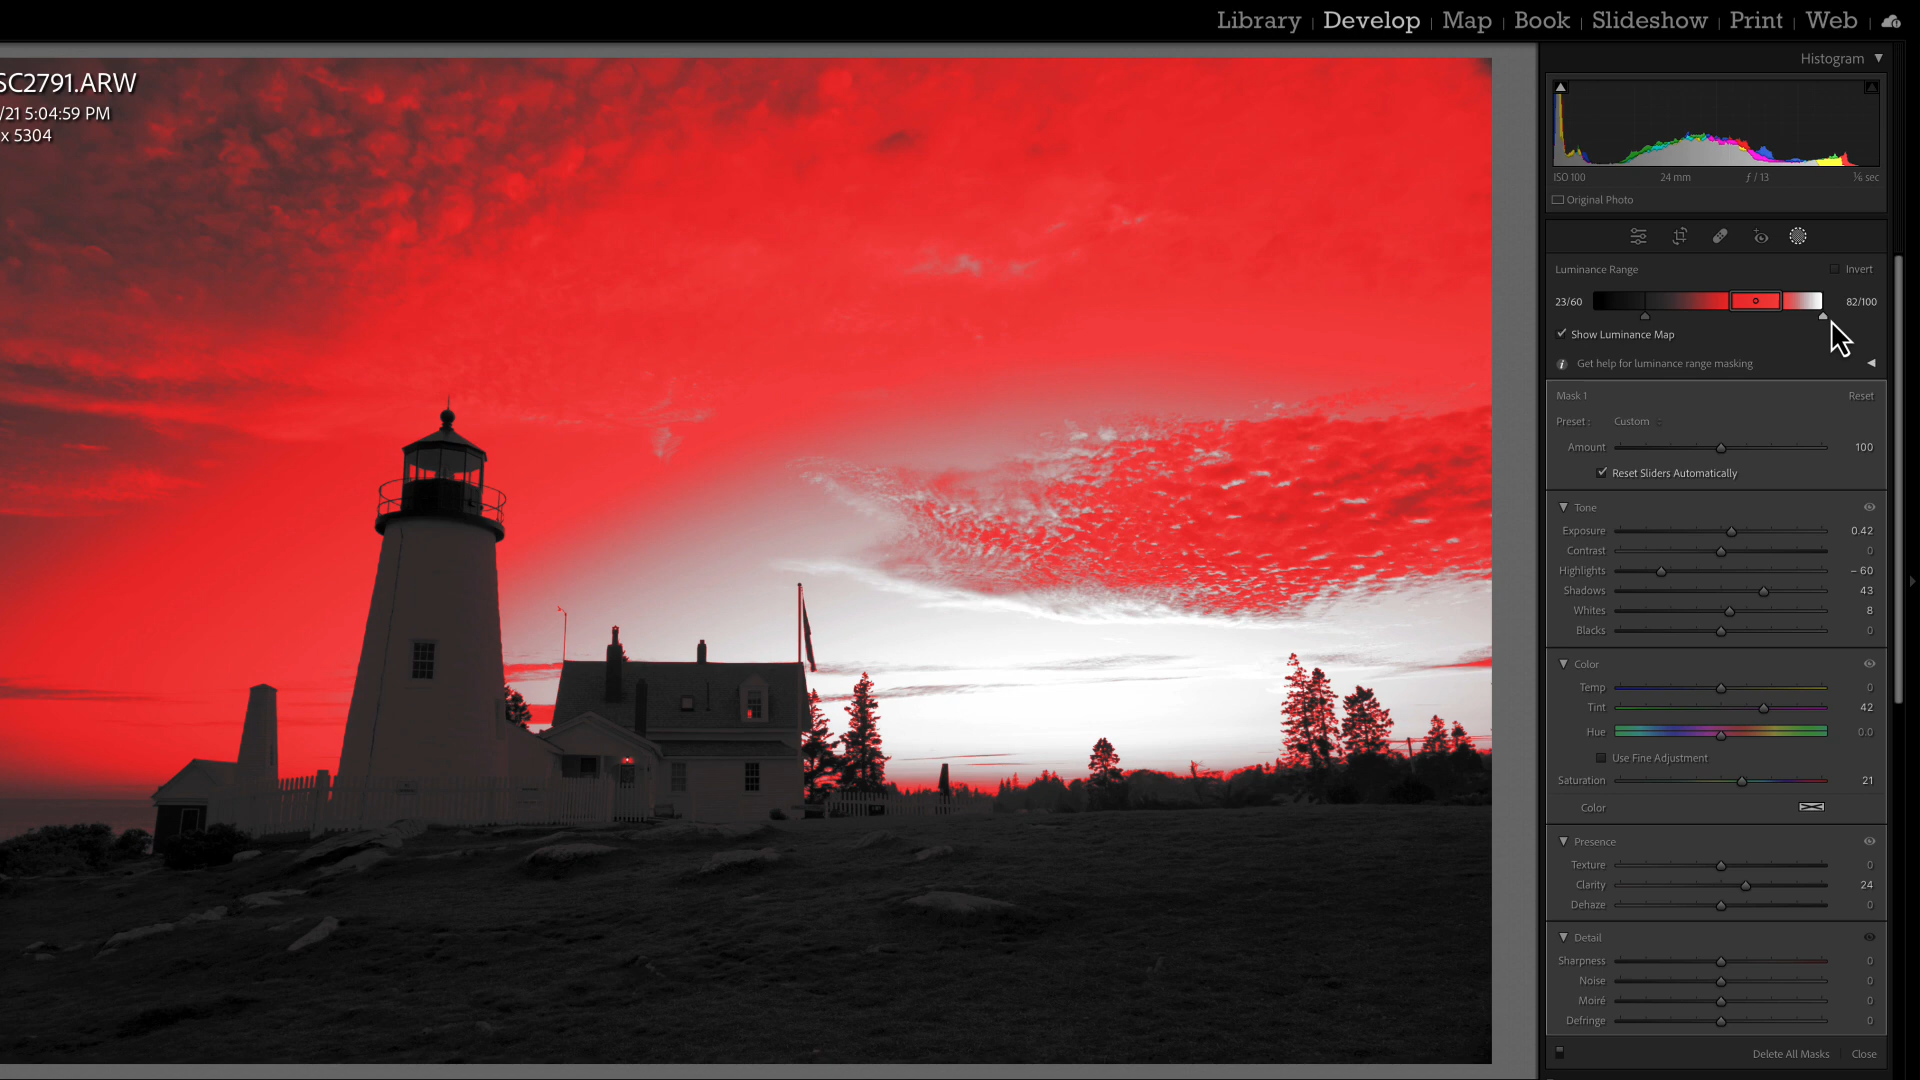 Library | Develop | Map | Book | Slideshow | Print | Web |
SC2791.ARW
/21 5:04:59 PM
x 5304
Histogram
ISO 100 24 mm ƒ / 13 ⅙ sec
Original Photo
Luminance Range Invert
23/60 82/100
Show Luminance Map
Get help for luminance range masking
Mask 1 Reset
Preset : Custom
Amount 100
Reset Sliders Automatically
Tone
Exposure 0.42
Contrast 0
Highlights – 60
Shadows 43
Whites 8
Blacks 0
Color
Temp 0
Tint 42
Hue 0.0
Use Fine Adjustment
Saturation 21
Color
Presence
Texture 0
Clarity 24
Dehaze 0
Detail
Sharpness 0
Noise 0
Moiré 0
Defringe 0
Delete All Masks Close